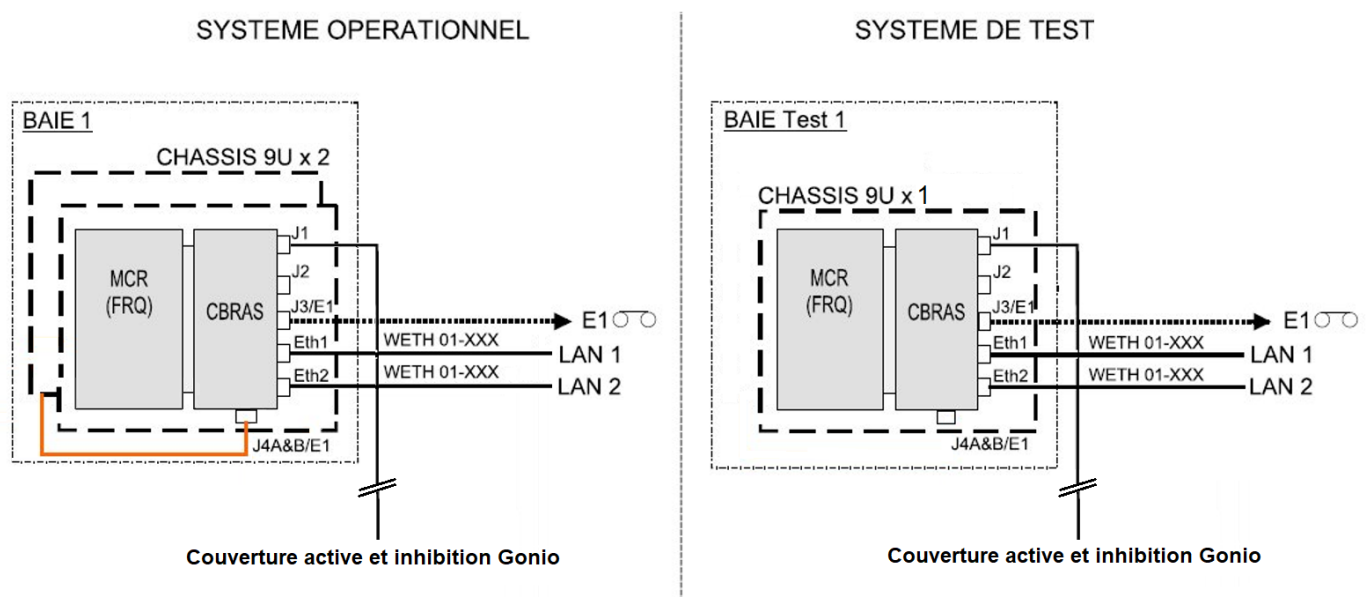 SYSTEME OPERATIONNEL
BAIE 1
CHASSIS 9U x 2
MCR
(FRQ)
CBRAS
J1
J2
J3/E1
Eth1
Eth2
J4A&B/E1
E1
WETH 01-XXX
LAN 1
WETH 01-XXX
LAN 2
Couverture active et inhibition Gonio
SYSTEME DE TEST
BAIE Test 1
CHASSIS 9U x 1
MCR
(FRQ)
CBRAS
J1
J2
J3/E1
Eth1
Eth2
J4A&B/E1
E1
WETH 01-XXX
LAN 1
WETH 01-XXX
LAN 2
Couverture active et inhibition Gonio